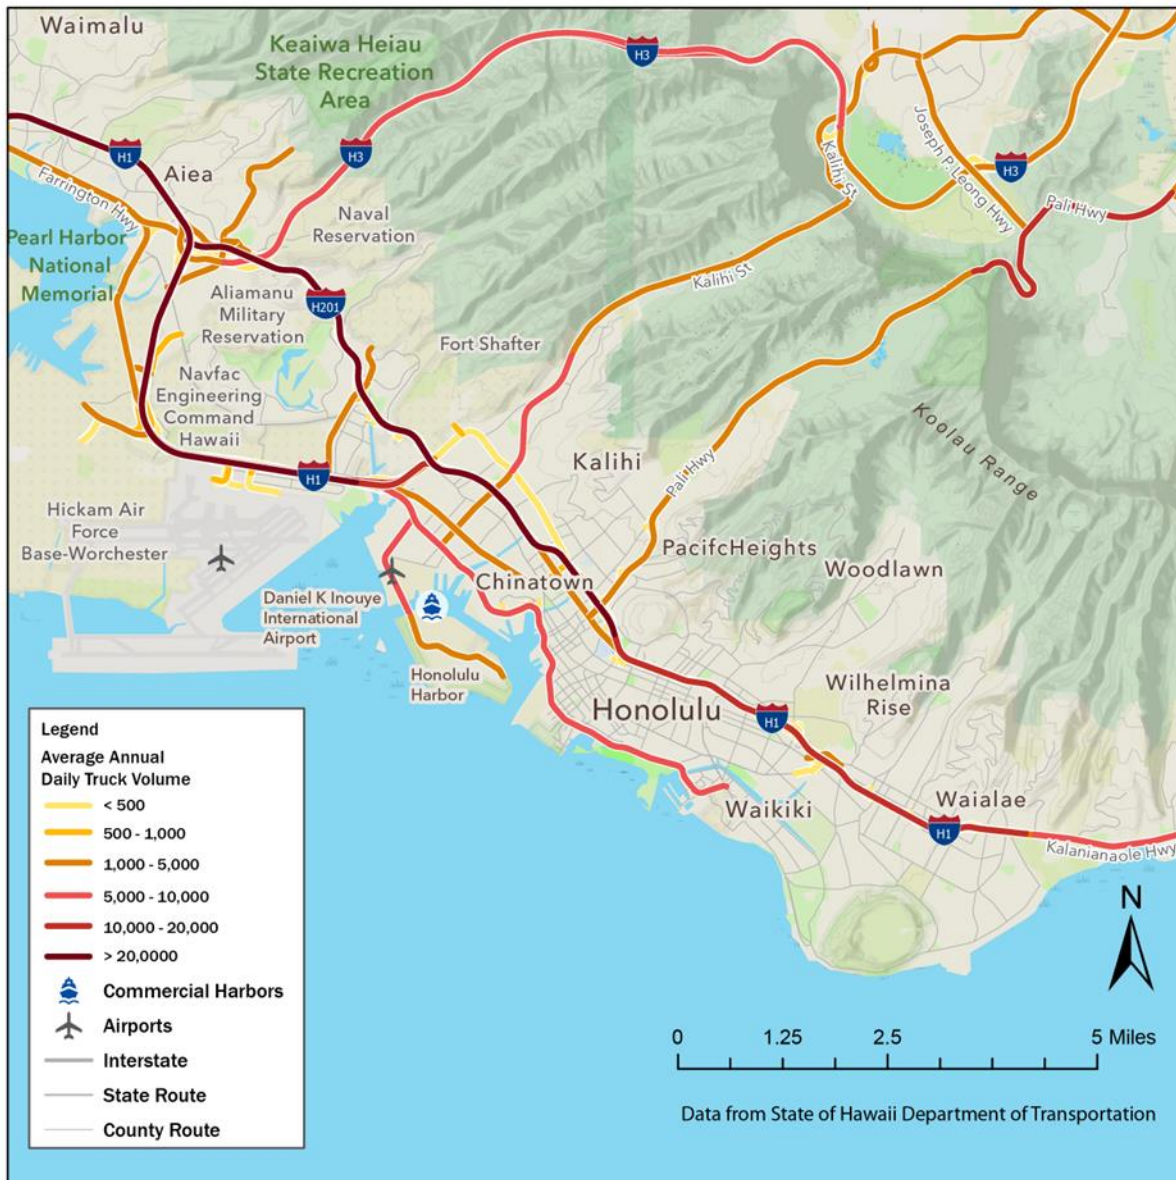 Waimalu
Keaiwa Heiau
State Recreation
Area
H3
H1
Aiea
H3
Farrington Hwy
Kalihi St
Joseph P. Leong Hwy
H3
Pali Hwy
Naval
Reservation
Pearl Harbor
National
Memorial
Aliamanu
Military
Reservation
H201
Kalihi St
Fort Shafter
Navfac
Engineering
Command
Hawaii
Koolau Range
Kalihi
Pali Hwy
H1
Hickam Air
Force
Base-Worchester
PacifcHeights
Woodlawn
Chinatown
Daniel K Inouye
International
Airport
Honolulu
Harbor
Wilhelmina
Rise
Honolulu
H1
Waikiki
Waialae
H1
Kalanianaole Hwy
Legend
Average Annual
Daily Truck Volume
< 500
500 - 1,000
1,000 - 5,000
5,000 - 10,000
10,000 - 20,000
> 20,0000
Commercial Harbors
Airports
Interstate
State Route
County Route
N
0 1.25 2.5 5 Miles
Data from State of Hawaii Department of Transportation